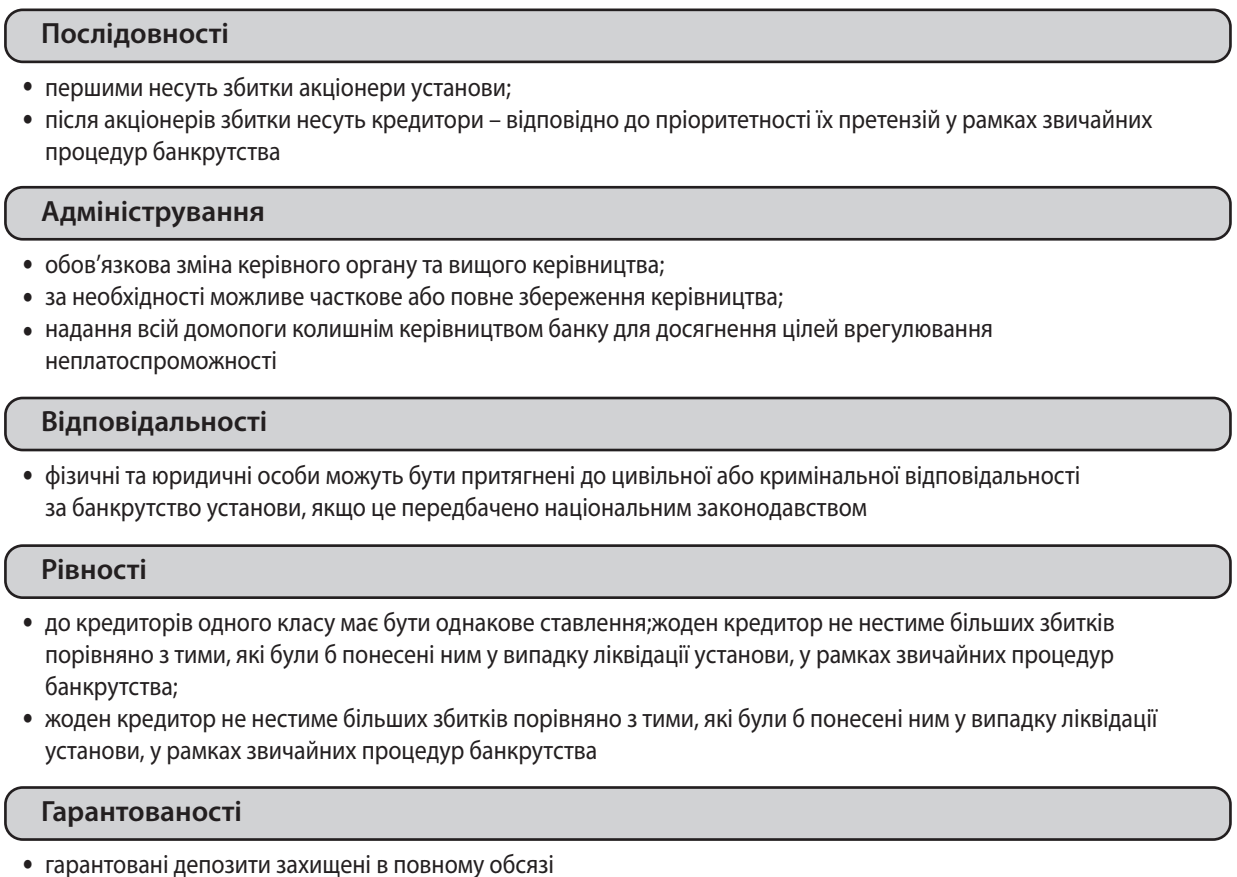 Послідовності
• першими несуть збитки акціонери установи;
• після акціонерів збитки несуть кредитори – відповідно до пріоритетності їх претензій у рамках звичайних
процедур банкрутства
Адміністрування
• обов’язкова зміна керівного органу та вищого керівництва;
• за необхідності можливе часткове або повне збереження керівництва;
• надання всій домопоги колишнім керівництвом банку для досягнення цілей врегулювання
неплатоспроможності
Відповідальності
• фізичні та юридичні особи можуть бути притягнені до цивільної або кримінальної відповідальності
за банкрутство установи, якщо це передбачено національним законодавством
Рівності
• до кредиторів одного класу має бути однакове ставлення;жоден кредитор не нестиме більших збитків
порівняно з тими, які були б понесені ним у випадку ліквідації установи, у рамках звичайних процедур
банкрутства;
• жоден кредитор не нестиме більших збитків порівняно з тими, які були б понесені ним у випадку ліквідації
установи, у рамках звичайних процедур банкрутства
Гарантованості
• гарантовані депозити захищені в повному обсязі